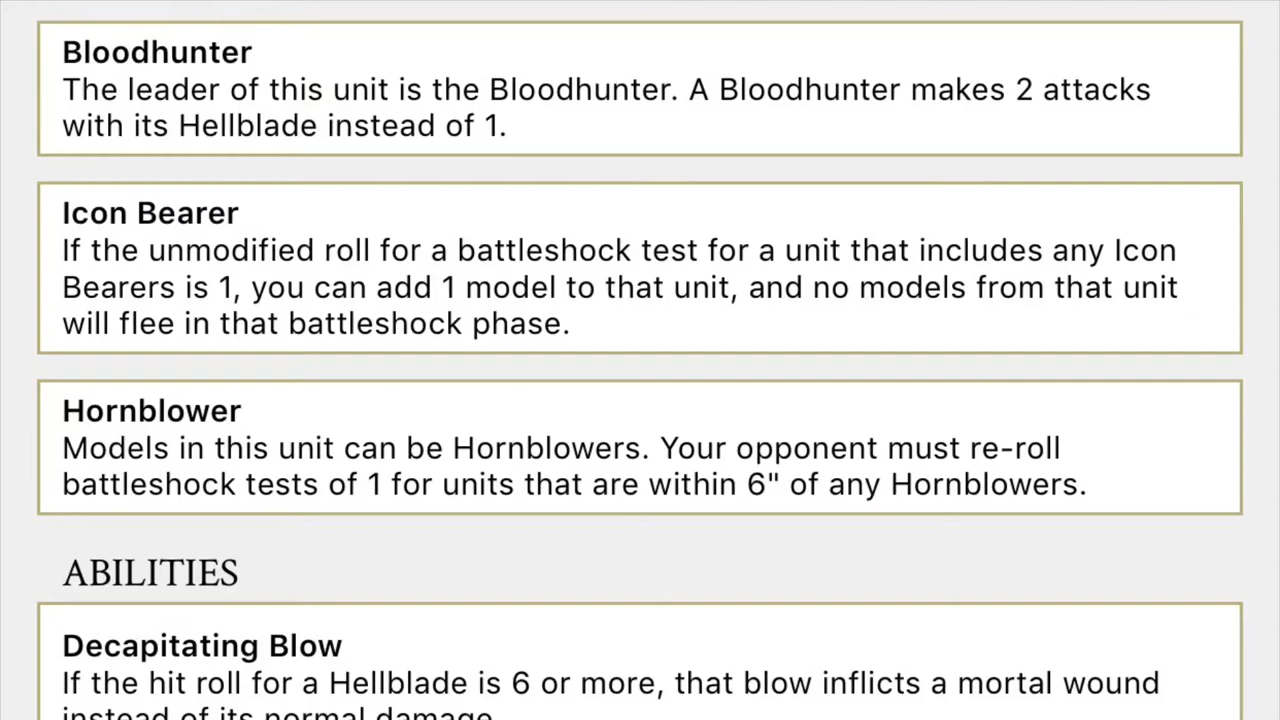 Bloodhunter
The leader of this unit is the Bloodhunter. A Bloodhunter makes 2 attacks
with its Hellblade instead of 1.
Icon Bearer
If the unmodified roll for a battleshock test for a unit that includes any Icon
Bearers is 1, you can add 1 model to that unit, and no models from that unit
will flee in that battleshock phase.
Hornblower
Models in this unit can be Hornblowers. Your opponent must re-roll
battleshock tests of 1 for units that are within 6" of any Hornblowers.
ABILITIES
Decapitating Blow
If the hit roll for a Hellblade is 6 or more, that blow inflicts a mortal wound
instead of its normal damage.